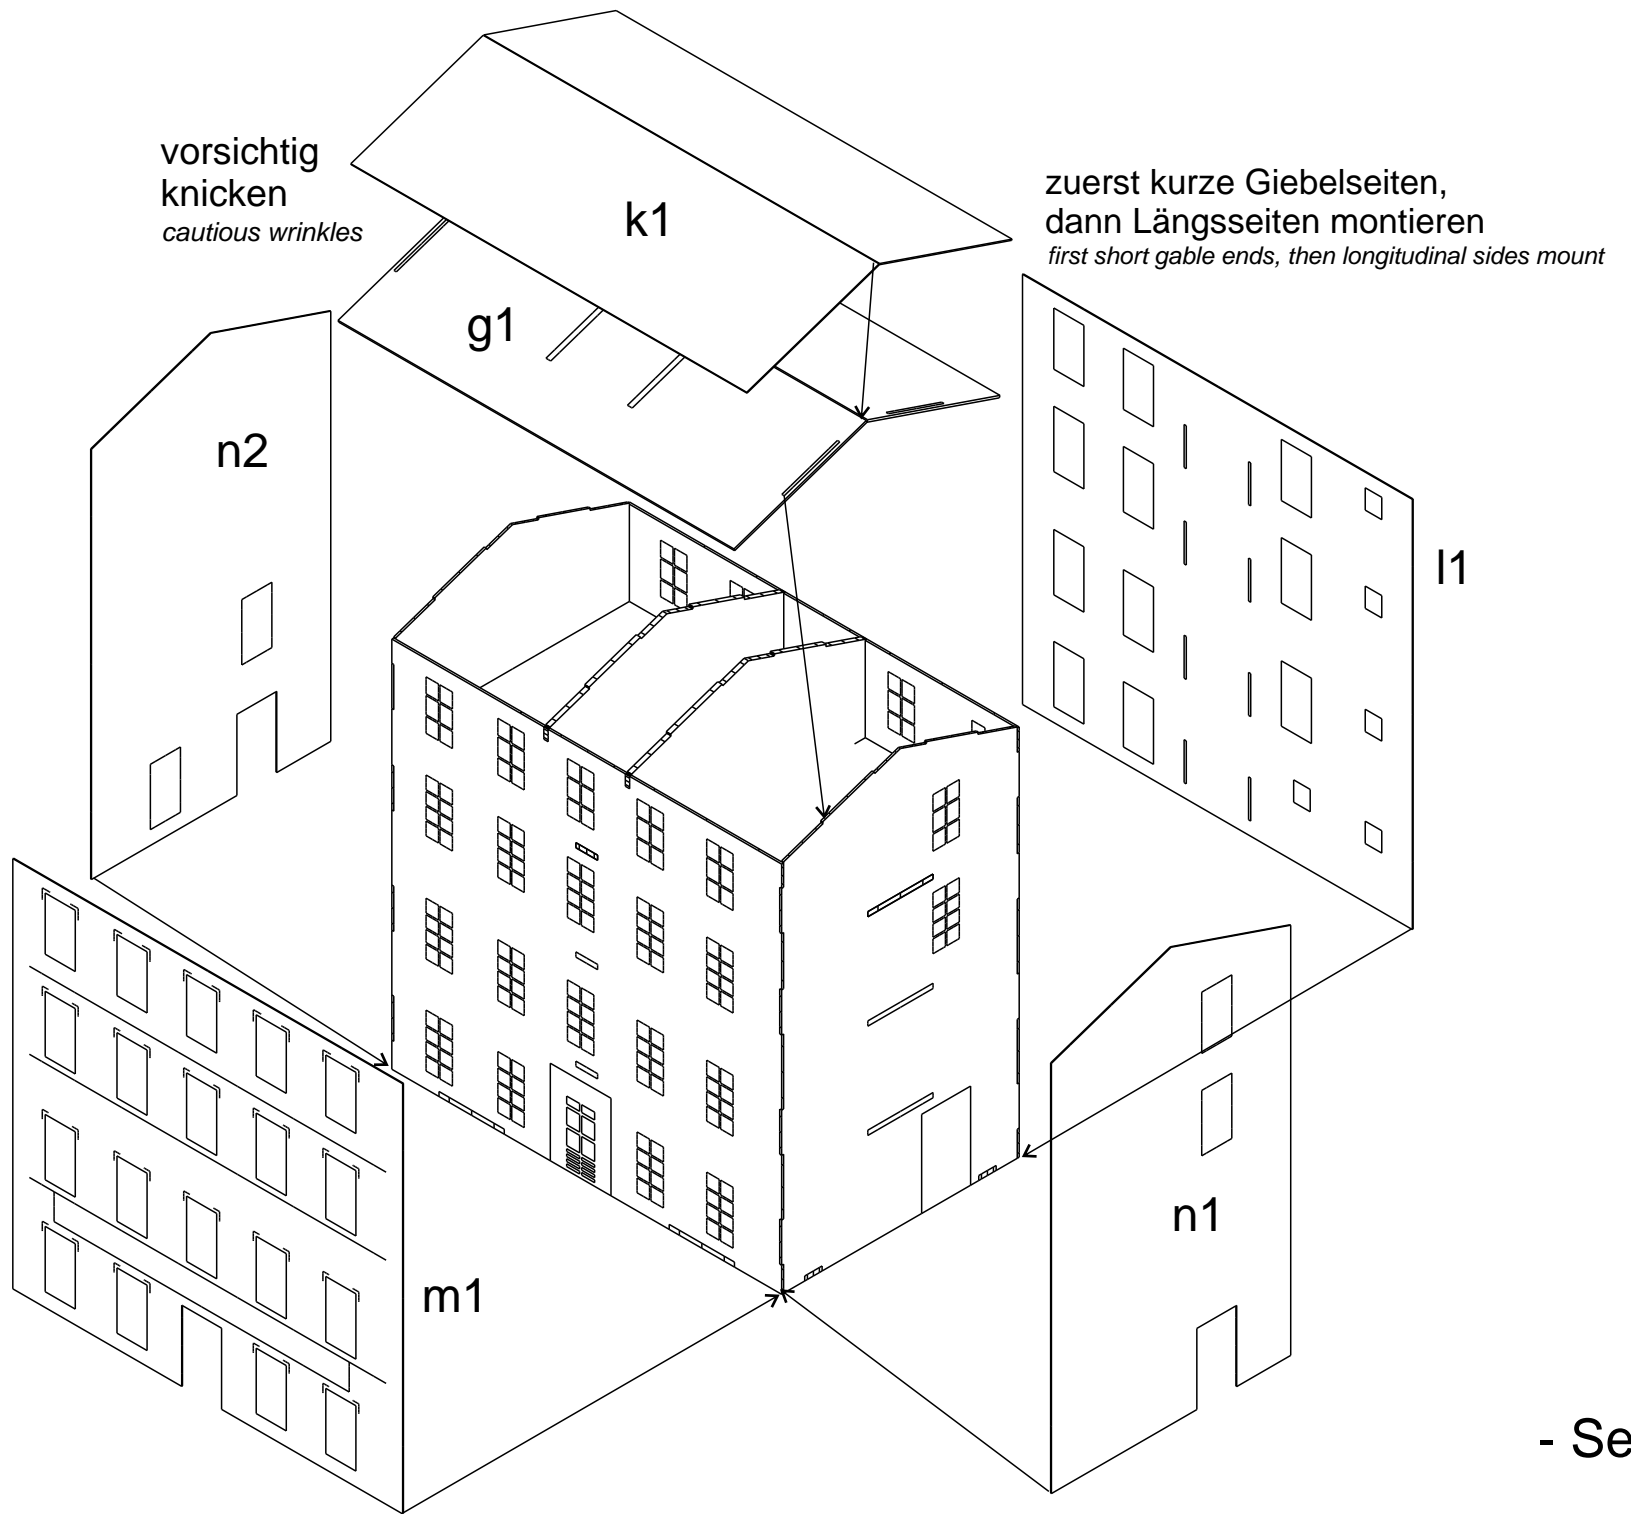 vorsichtig
knicken
cautious wrinkles
k1
zuerst kurze Giebelseiten,
dann Längsseiten montieren
first short gable ends, then longitudinal sides mount
g1
n2
l1
n1
m1
- Se